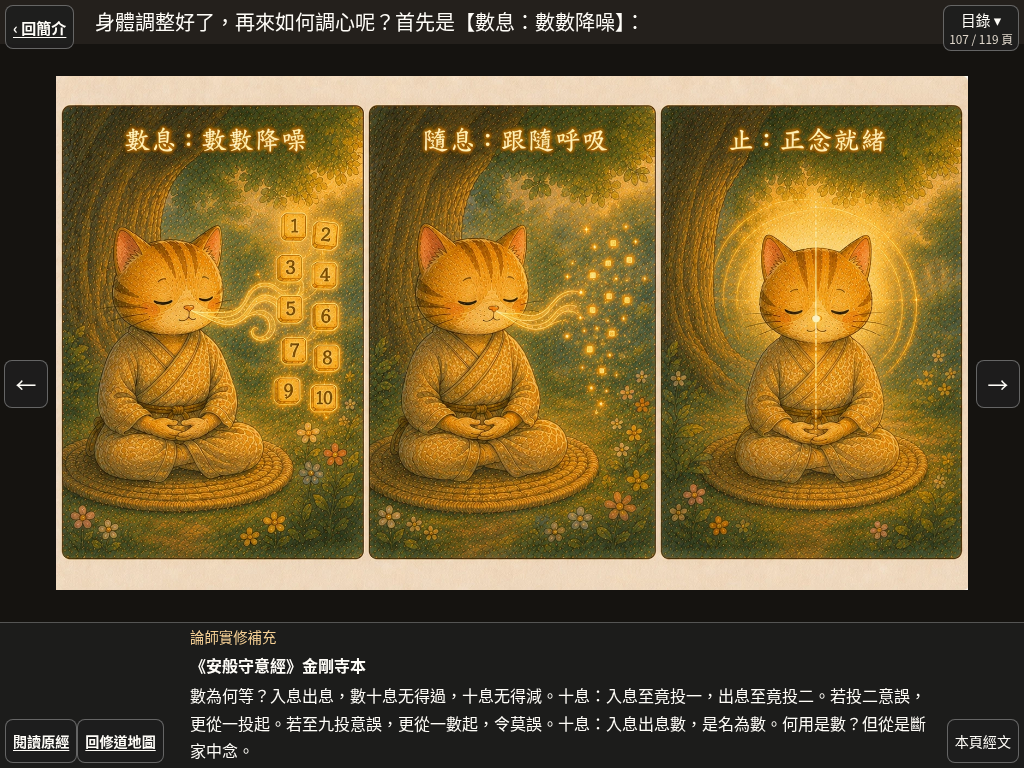 ‹ 回簡介
身體調整好了，再來如何調心呢？首先是【數息：數數降噪】：
目錄 ▾
107 / 119 頁
數息：數數降噪
1
2
3
4
5
6
7
8
9
10
隨息：跟隨呼吸
止：正念就緒
←
→
論師實修補充
《安般守意經》金剛寺本
數為何等？入息出息，數十息无得過，十息无得減。十息：入息至竟投一，出息至竟投二。若投二意誤，
更從一投起。若至九投意誤，更從一數起，令莫誤。十息：入息出息數，是名為數。何用是數？但從是斷
家中念。
閱讀原經
回修道地圖
本頁經文